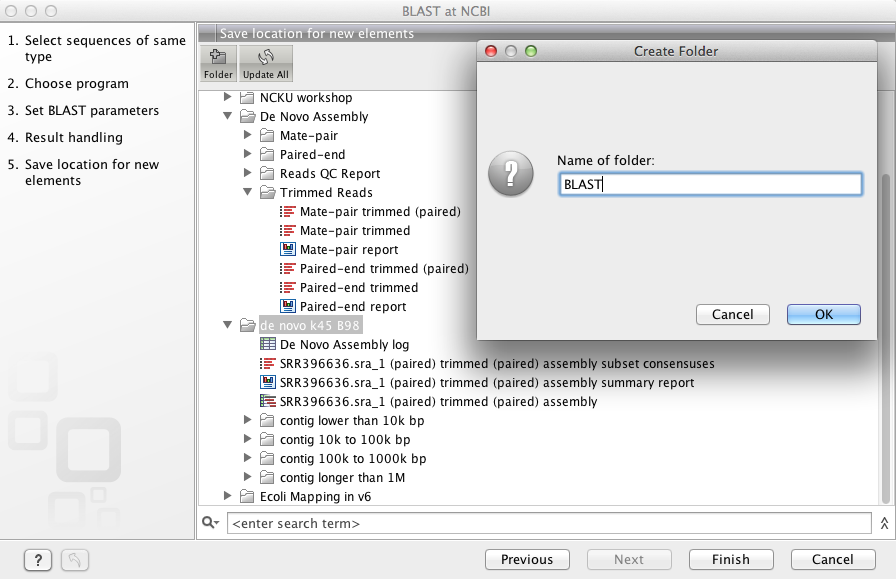 BLAST at NCBI
1. Select sequences of same
type
2. Choose program
3. Set BLAST parameters
4. Result handling
5. Save location for new
elements
Save location for new elements
Folder
Update All
NCKU workshop
De Novo Assembly
Mate-pair
Paired-end
Reads QC Report
Trimmed Reads
Mate-pair trimmed (paired)
Mate-pair trimmed
Mate-pair report
Paired-end trimmed (paired)
Paired-end trimmed
Paired-end report
de novo k45 B98
De Novo Assembly log
SRR396636.sra_1 (paired) trimmed (paired) assembly subset consensuses
SRR396636.sra_1 (paired) trimmed (paired) assembly summary report
SRR396636.sra_1 (paired) trimmed (paired) assembly
contig lower than 10k bp
contig 10k to 100k bp
contig 100k to 1000k bp
contig longer than 1M
Ecoli Mapping in v6
<enter search term>
Create Folder
?
Name of folder:
BLAST
Cancel
OK
?
Previous
Next
Finish
Cancel